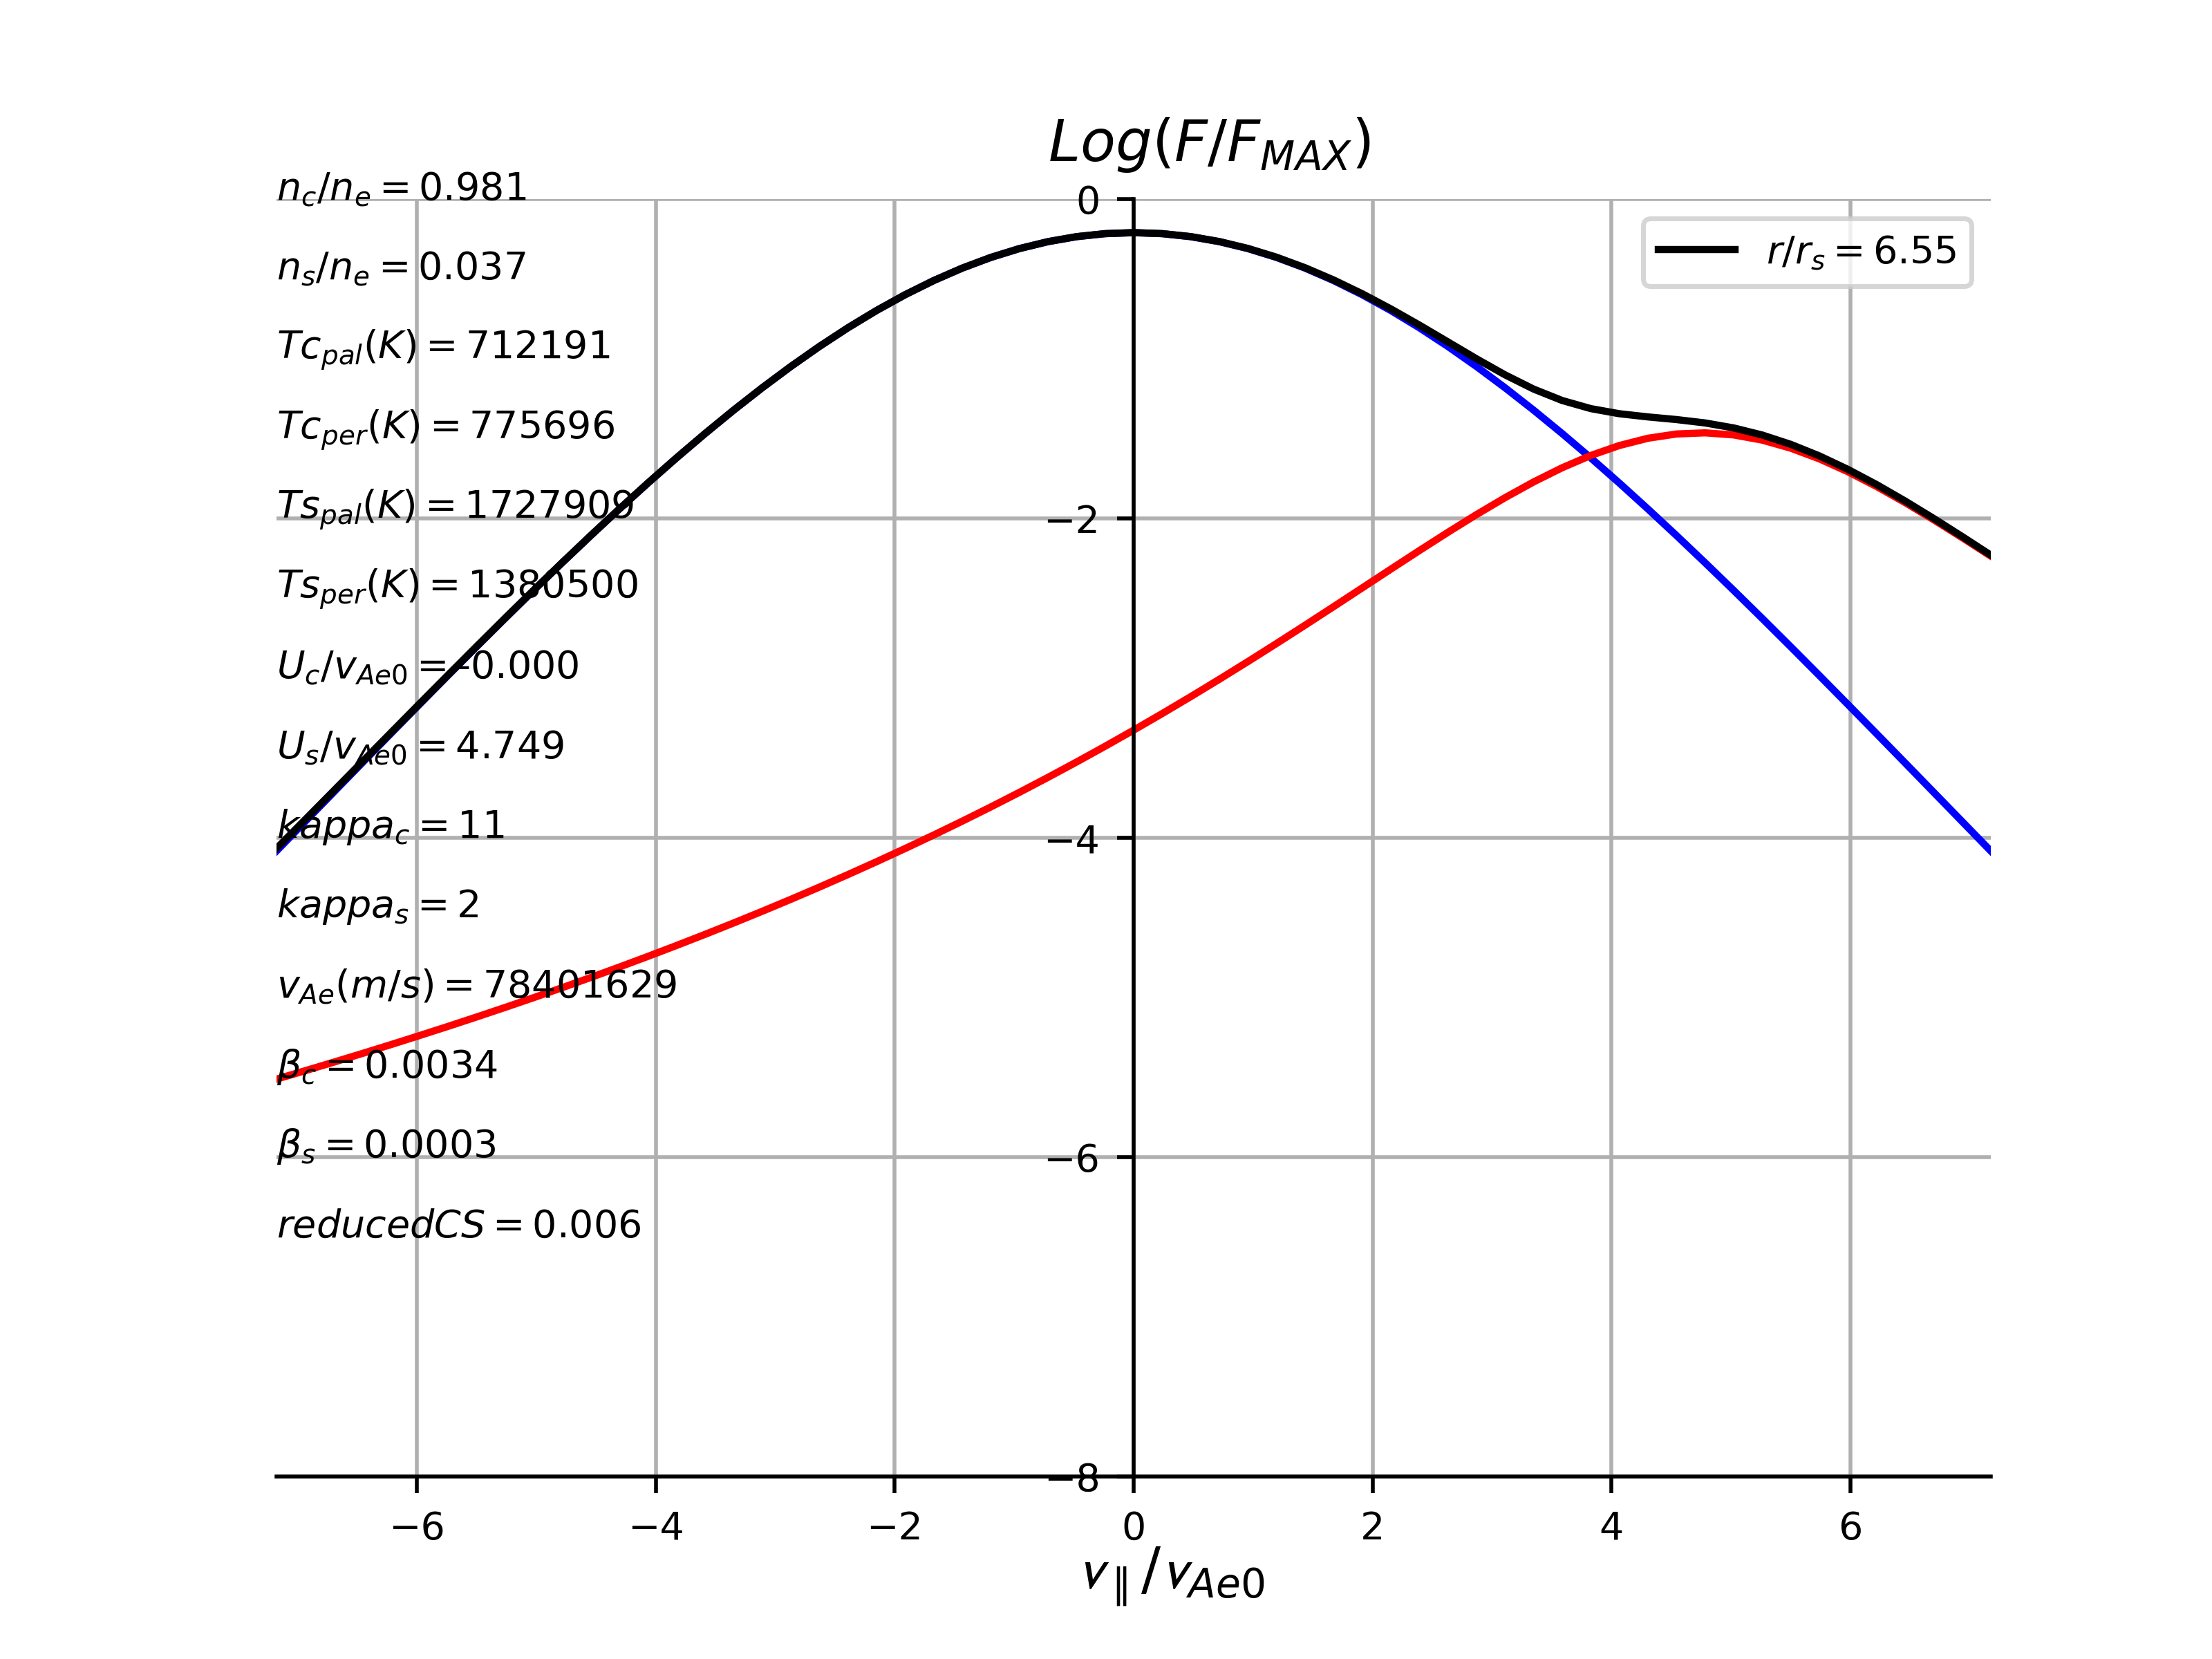 Log(F/F_MAX)
n_c/n_e = 0.981
n_s/n_e = 0.037
Tc_pal(K) = 712191
Tc_per(K) = 775696
Ts_pal(K) = 1727909
Ts_per(K) = 1380500
U_c/v_Ae0 = -0.000
U_s/v_Ae0 = 4.749
kappa_c = 11
kappa_s = 2
v_Ae(m/s) = 78401629
β_c = 0.0034
β_s = 0.0003
reducedCS = 0.006
r/r_s = 6.55
0
−2
−4
−6
−8
−6 −4 −2 0 2 4 6
v_∥/v_Ae0